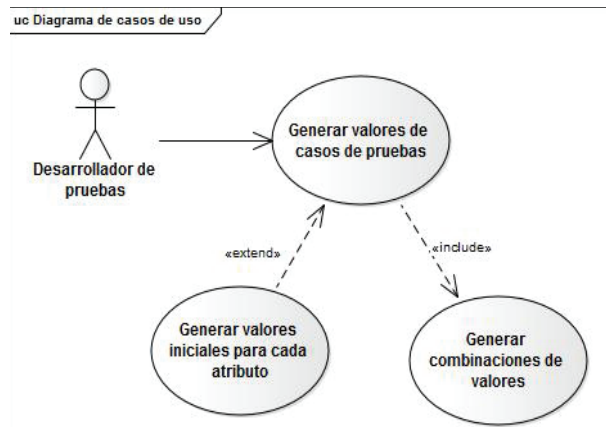 uc Diagrama de casos de uso
Generar valores de
casos de pruebas
Desarrollador de
pruebas
«extend»
«include»
Generar valores
iniciales para cada
atributo
Generar
combinaciones de
valores